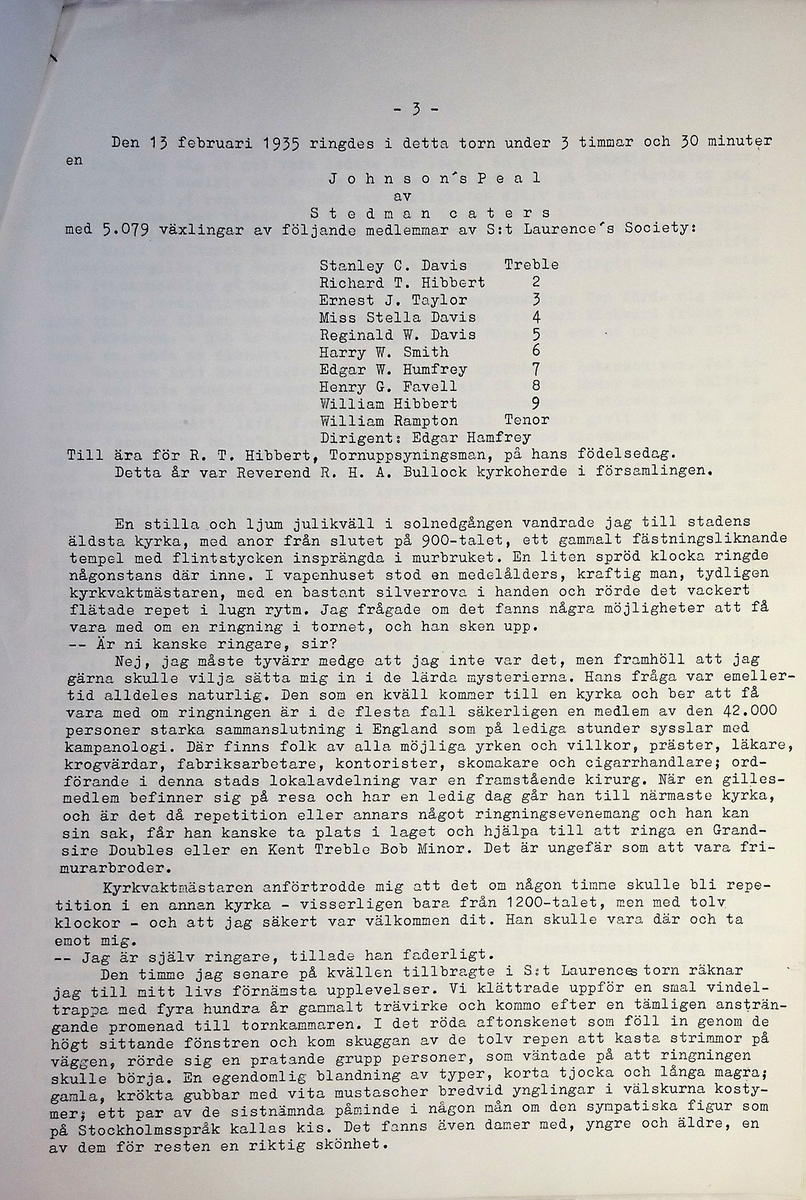 - 3 -
Den 13 februari 1935 ringdes i detta torn under 3 timmar och 30 minuter
en
J o h n s o n ´s P e a l
av
S t e d m a n  c a t e r s
med 5.079 växlingar av följande medlemmar av S:t Laurence´s Society:
Stanley C. Davis Treble
Richard T. Hibbert 2
Ernest J. Taylor 3
Miss Stella Davis 4
Reginald W. Davis 5
Harry W. Smith 6
Edgar W. Humfrey 7
Henry G. Favell 8
William Hibbert 9
William Rampton Tenor
Dirigent: Edgar Hamfrey
Till ära för R. T. Hibbert, Tornuppsyningsman, på hans födelsedag.
Detta år var Reverend R. H. A. Bullock kyrkoherde i församlingen.
En stilla och ljum julikväll i solnedgången vandrade jag till stadens
äldsta kyrka, med anor från slutet på 900-talet, ett gammalt fästningsliknande
tempel med flintstycken insprängda i murbruket. En liten spröd klocka ringde
någonstans där inne. I vapenhuset stod en medelålders, kraftig man, tydligen
kyrkvaktmästaren, med en bastant silverrova i handen och rörde det vackert
flätade repet i lugn rytm. Jag frågade om det fanns några möjligheter att få
vara med om en ringning i tornet, och han sken upp.
-- Är ni kanske ringare, sir?
Nej, jag måste tyvärr medge att jag inte var det, men framhöll att jag
gärna skulle vilja sätta mig in i de lärda mysterierna. Hans fråga var emeller-
tid alldeles naturlig. Den som en kväll kommer till en kyrka och ber att få
vara med om ringningen är i de flesta fall säkerligen en medlem av den 42.000
personer starka sammanslutning i England som på lediga stunder sysslar med
kampanologi. Där finns folk av alla möjliga yrken och villkor, präster, läkare,
krogvärdar, fabriksarbetare, kontorister, skomakare och cigarrhandlare; ord-
förande i denna stads lokalavdelning var en framstående kirurg. När en gilles-
medlem befinner sig på resa och har en ledig dag går han till närmaste kyrka,
och är det då repetition eller annars något ringningsevenemang och han kan
sin sak, får han kanske ta plats i laget och hjälpa till att ringa en Grand-
sire Doubles eller en Kent Treble Bob Minor. Det är ungefär som att vara fri-
murarbroder.
Kyrkvaktmästaren anförtrodde mig att det om någon timme skulle bli repe-
tition i en annan kyrka - visserligen bara från 1200-talet, men med tolv
klockor - och att jag säkert var välkommen dit. Han skulle vara där och ta
emot mig.
-- Jag är själv ringare, tillade han faderligt.
Den timme jag senare på kvällen tillbragte i S:t Laurences torn räknar
jag till mitt livs förnämsta upplevelser. Vi klättrade uppför en smal vindel-
trappa med fyra hundra år gammalt trävirke och kommo efter en tämligen ansträn-
gande promenad till tornkammaren. I det röda aftonskenet som föll in genom de
högt sittande fönstren och kom skuggan av de tolv repen att kasta strimmor på
väggen, rörde sig en pratande grupp personer, som väntade på att ringningen
skulle börja. En egendomlig blandning av typer, korta tjocka och långa magra;
gamla, krökta gubbar med vita mustascher bredvid ynglingar i välskurna kosty-
mer; ett par av de sistnämnda påminde i någon mån om den sympatiska figur som
på Stockholmsspråk kallas kis. Det fanns även damer med, yngre och äldre, en
av dem för resten en riktig skönhet.